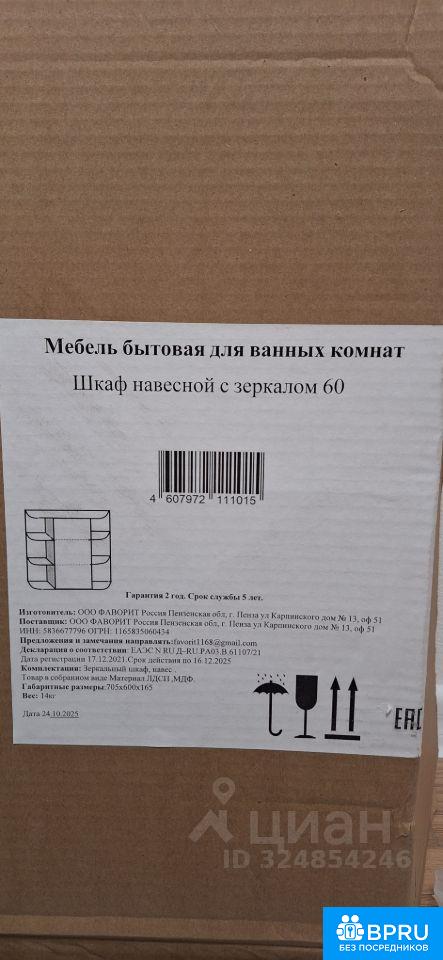 Мебель бытовая для ванных комнат
Шкаф навесной с зеркалом 60
4 607972 111015
Гарантия 2 год. Срок службы 5 лет.
Изготовитель: ООО ФАВОРИТ Россия Пензенская обл, г. Пенза ул Карпинского дом № 13, оф 51
Поставщик: ООО ФАВОРИТ Россия Пензенская обл, г. Пенза ул Карпинского дом № 13, оф 51
ИНН: 5836677796 ОГРН: 1165835060434
Предложения и замечания направлять:favorit1168@gmail.com
Декларация о соответствии: ЕАЭС N RU Д–RU.РА03.В.61107/21
Дата регистрации 17.12.2021.Срок действия по 16.12.2025
Комплектация: Зеркальный шкаф, навес .
Товар в собранном виде Материал ЛДСП ,МДФ.
Габаритные размеры:705х600х165
Вес: 14кг
Дата 24.10.2025
EAC
циан
ID 324854246
BPRU
БЕЗ ПОСРЕДНИКОВ